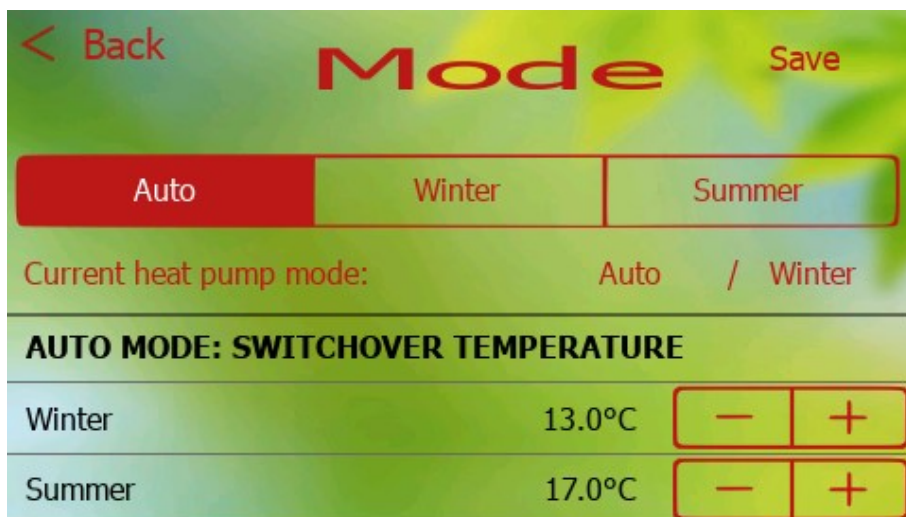 < Back Mode Save
Auto Winter Summer
Current heat pump mode: Auto / Winter
AUTO MODE: SWITCHOVER TEMPERATURE
Winter 13.0°C − +
Summer 17.0°C − +